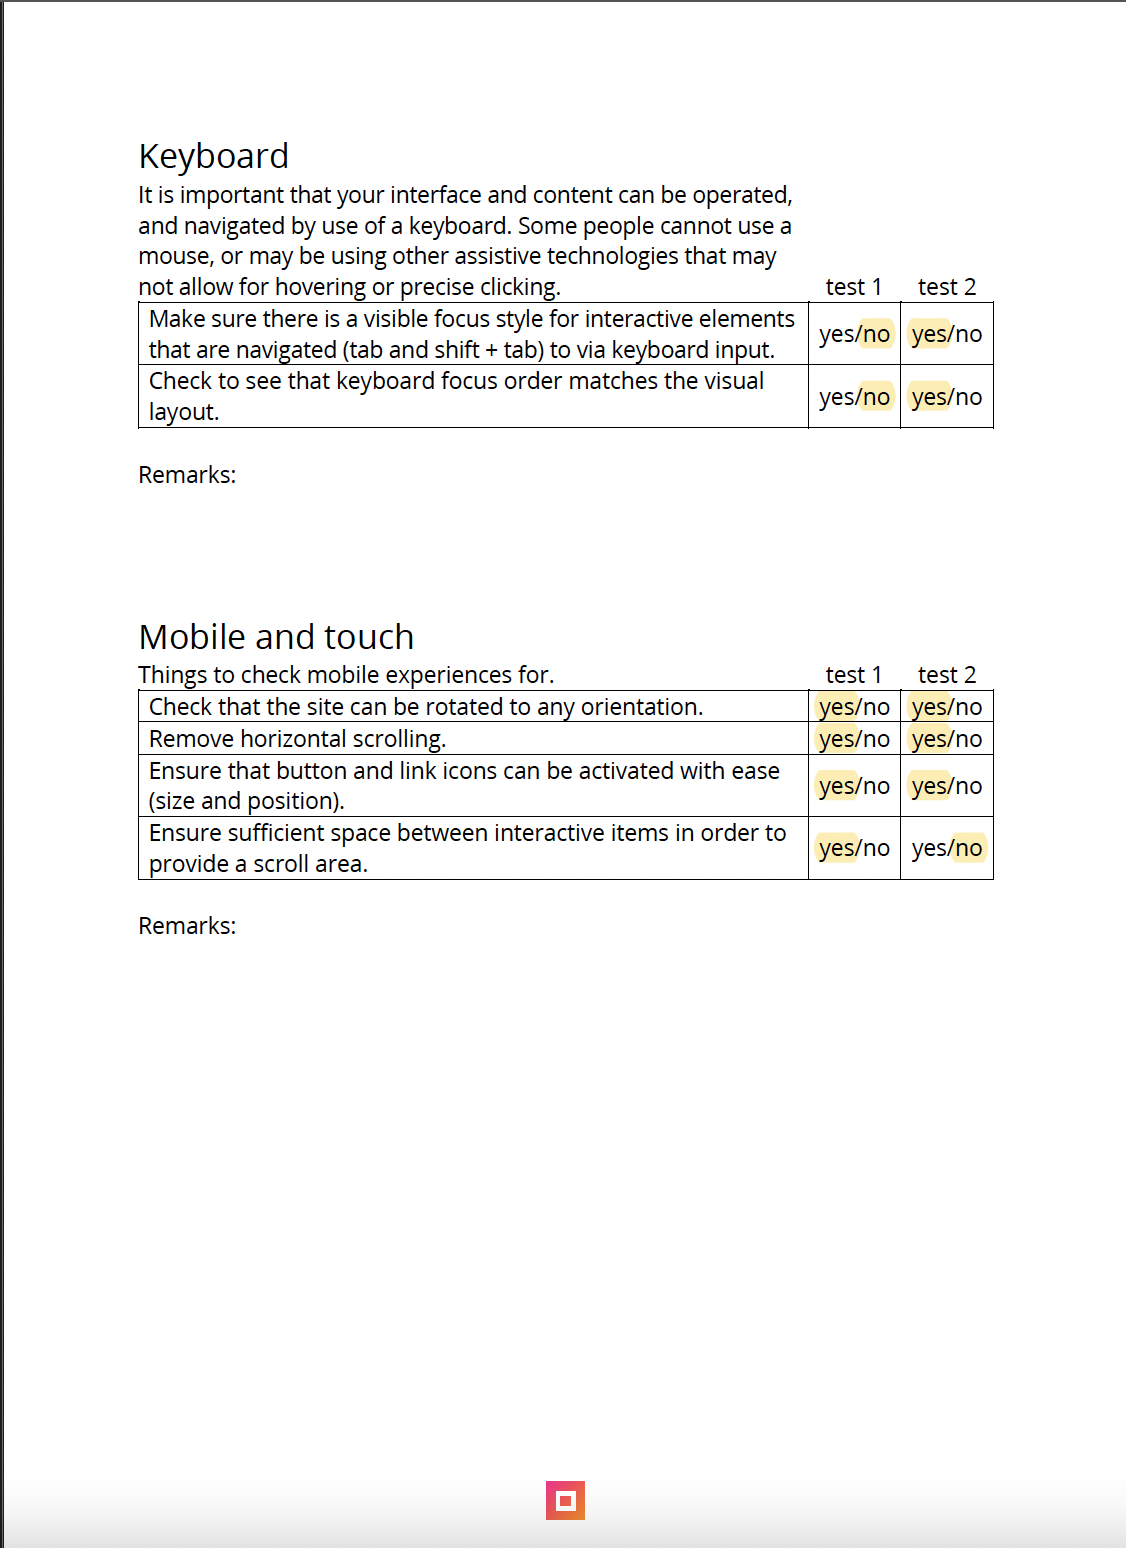 Keyboard
It is important that your interface and content can be operated,
and navigated by use of a keyboard. Some people cannot use a
mouse, or may be using other assistive technologies that may
not allow for hovering or precise clicking. test 1 test 2
Make sure there is a visible focus style for interactive elements
that are navigated (tab and shift + tab) to via keyboard input.
yes/no yes/no
Check to see that keyboard focus order matches the visual
layout.
yes/no yes/no
Remarks:
Mobile and touch
Things to check mobile experiences for. test 1 test 2
Check that the site can be rotated to any orientation. yes/no yes/no
Remove horizontal scrolling. yes/no yes/no
Ensure that button and link icons can be activated with ease
(size and position).
yes/no yes/no
Ensure sufficient space between interactive items in order to
provide a scroll area.
yes/no yes/no
Remarks: